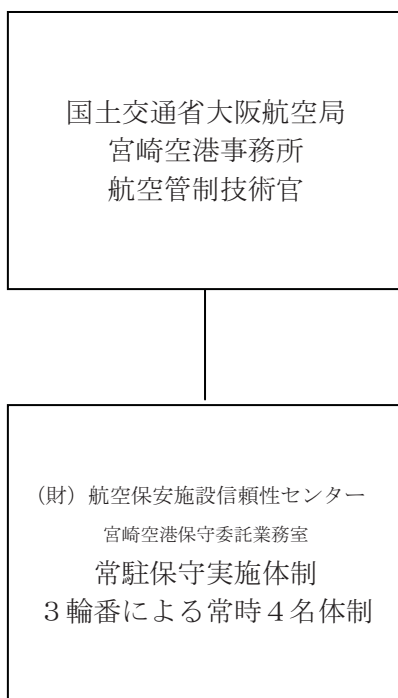 国土交通省大阪航空局
宮崎空港事務所
航空管制技術官
（財）航空保安施設信頼性センター
宮崎空港保守委託業務室
常駐保守実施体制
３輪番による常時４名体制